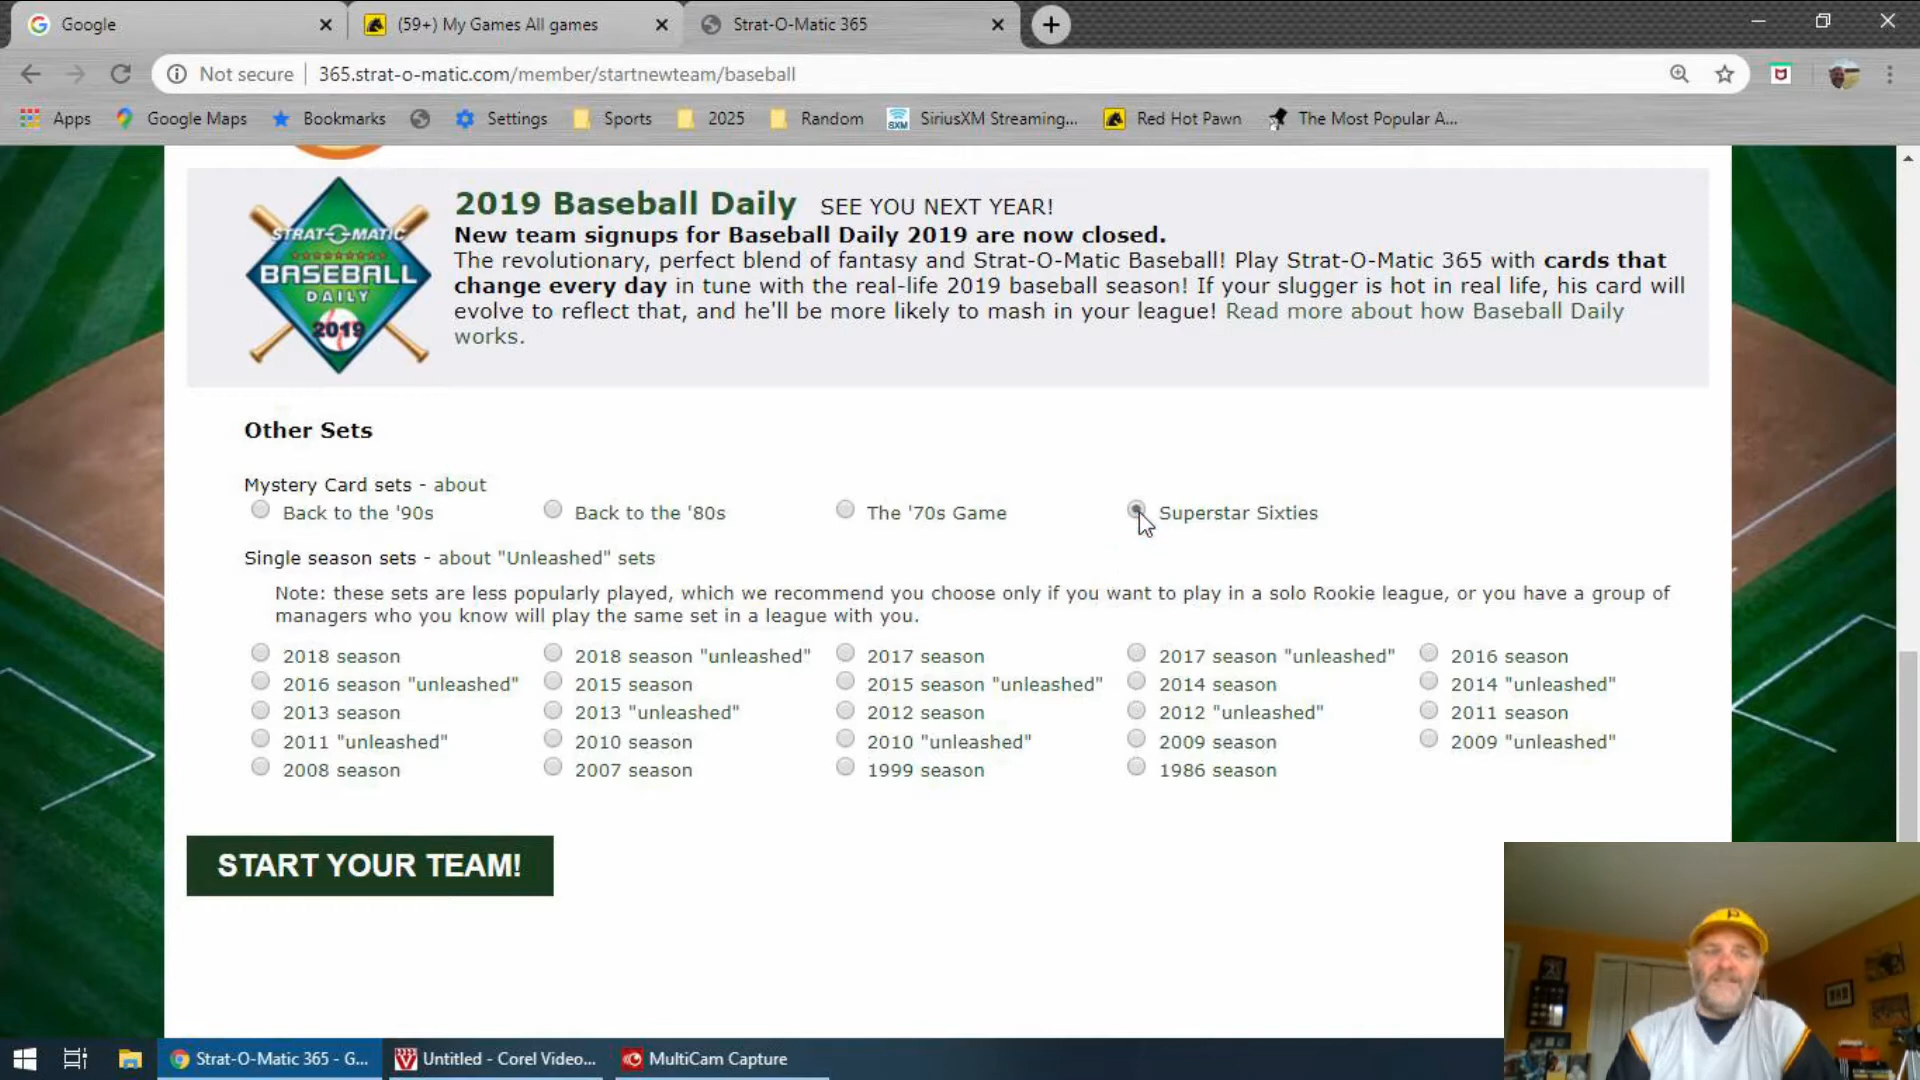 Google
(59+) My Games All games
Strat-O-Matic 365
Not secure
365.strat-o-matic.com/member/startnewteam/baseball
Apps
Google Maps
Bookmarks
Settings
Sports
2025
Random
SXM
SiriusXM Streaming...
Red Hot Pawn
The Most Popular A...
STRAT-O-MATIC
BASEBALL
DAILY
2019
2019 Baseball Daily SEE YOU NEXT YEAR!
New team signups for Baseball Daily 2019 are now closed.
The revolutionary, perfect blend of fantasy and Strat-O-Matic Baseball! Play Strat-O-Matic 365 with cards that
change every day in tune with the real-life 2019 baseball season! If your slugger is hot in real life, his card will
evolve to reflect that, and he'll be more likely to mash in your league! Read more about how Baseball Daily
works.
Other Sets
Mystery Card sets - about
Back to the '90s Back to the '80s The '70s Game Superstar Sixties
Single season sets - about "Unleashed" sets
Note: these sets are less popularly played, which we recommend you choose only if you want to play in a solo Rookie league, or you have a group of
managers who you know will play the same set in a league with you.
2018 season 2018 season "unleashed" 2017 season 2017 season "unleashed" 2016 season
2016 season "unleashed" 2015 season 2015 season "unleashed" 2014 season 2014 "unleashed"
2013 season 2013 "unleashed" 2012 season 2012 "unleashed" 2011 season
2011 "unleashed" 2010 season 2010 "unleashed" 2009 season 2009 "unleashed"
2008 season 2007 season 1999 season 1986 season
START YOUR TEAM!
P
Strat-O-Matic 365 - G...
Untitled - Corel Video...
MultiCam Capture